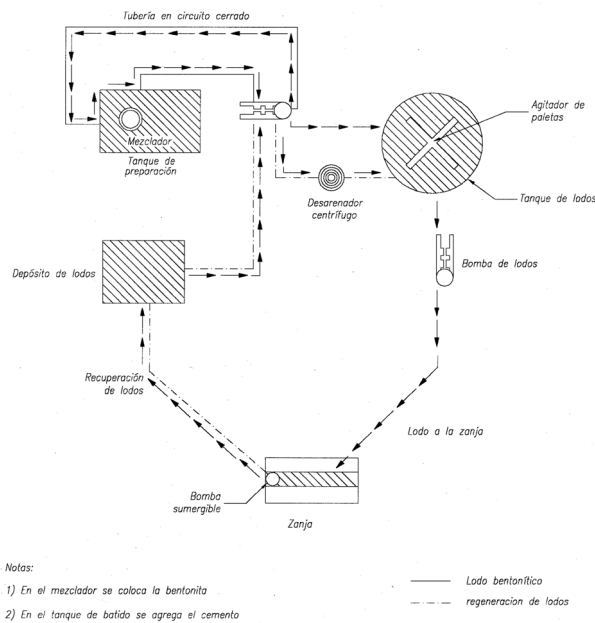 Tubería en circuito cerrado
Mezclador
Tanque de
preparación
Agitador de
paletas
Desarenador
centrífugo
Tanque de lodos
Depósito de lodos
Bomba de lodos
Recuperación
de lodos
Lodo a la zanja
Bomba
sumergible
Zanja
Notas:
1) En el mezclador se coloca la bentonita
2) En el tanque de batido se agrega el cemento
Lodo bentonítico
regeneracion de lodos